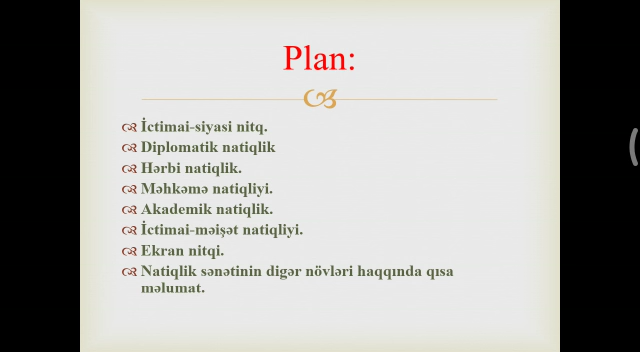 Plan:
İctimai-siyasi nitq.
Diplomatik natiqlik
Hərbi natiqlik.
Məhkəmə natiqliyi.
Akademik natiqlik.
İctimai-məişət natiqliyi.
Ekran nitqi.
Natiqlik sənətinin digər növləri haqqında qısa
məlumat.